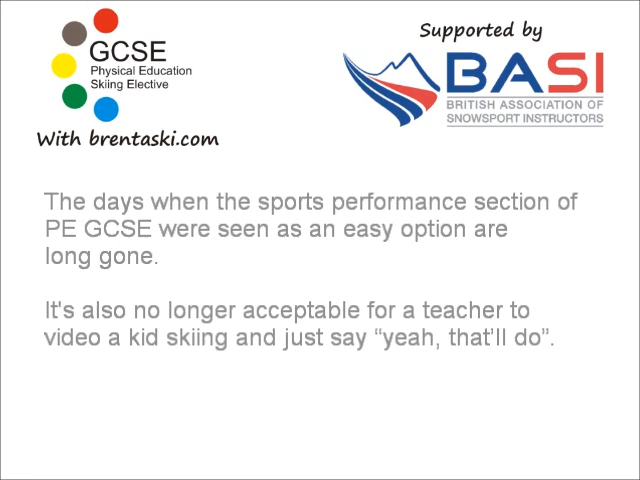 GCSE
Physical Education
Skiing Elective
With brentaski.com
Supported by
BASI
BRITISH ASSOCIATION OF
SNOWSPORT INSTRUCTORS
The days when the sports performance section of
PE GCSE were seen as an easy option are
long gone.
It's also no longer acceptable for a teacher to
video a kid skiing and just say “yeah, that’ll do”.